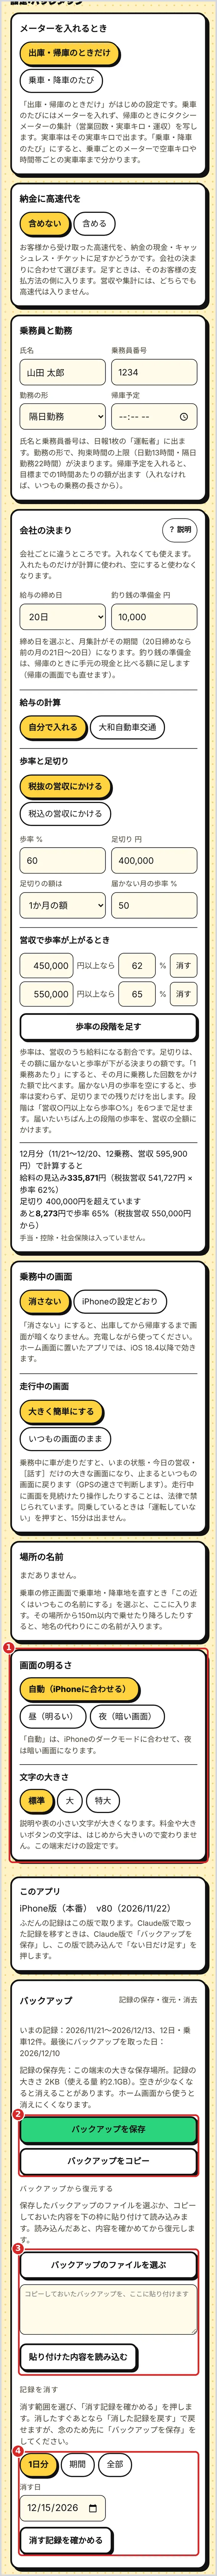 メーターを入れるとき
出庫・帰庫のときだけ
乗車・降車のたび
「出庫・帰庫のときだけ」がはじめの設定です。乗車
のたびにはメーターを入れず、帰庫のときにタクシー
メーターの集計（営業回数・実車キロ・運収）を写し
ます。実車率はその実車キロで出ます。「乗車・降車
のたび」にすると、乗車ごとのメーターで空車キロや
時間帯ごとの実車率まで分かります。
納金に高速代を
含めない
含める
お客様から受け取った高速代を、納金の現金・キャッ
シュレス・チケットに足すかどうかです。会社の決ま
りに合わせて選びます。足すときは、そのお客様の支
払方法の側に入ります。営収や集計には、どちらでも
高速代は入りません。
乗務員と勤務
氏名
乗務員番号
山田 太郎
1234
勤務の形
帰庫予定
隔日勤務
--:-- --
氏名と乗務員番号は、日報1枚の「運転者」に出ま
す。勤務の形で、拘束時間の上限（日勤13時間・隔日
勤務22時間）が決まります。帰庫予定を入れると、
目標までの1時間あたりの額が出ます（入れなけれ
ば、いつもの乗務の長さから）。
会社の決まり
? 説明
会社ごとに違うところです。入れなくても使えます。
入れたものだけが計算に使われ、空にすると使わなく
なります。
給与の締め日
釣り銭の準備金 円
20日
10,000
締め日を選ぶと、月集計がその期間（20日締めなら
前の月の21日〜20日）になります。釣り銭の準備金
は、帰庫のときに手元の現金と比べる額に足します
（帰庫の画面でも直せます）。
給与の計算
自分で入れる
大和自動車交通
歩率と足切り
税抜の営収にかける
税込の営収にかける
歩率 %
足切り 円
60
400,000
足切りの額は
届かない月の歩率 %
1か月の額
50
営収で歩率が上がるとき
450,000 円以上なら 62 % 消す
550,000 円以上なら 65 % 消す
歩率の段階を足す
歩率は、営収のうち給料になる割合です。足切りは、
その額に届かないと歩率が下がる決まりの額です。「1
乗務あたり」にすると、その月に乗務した回数をかけ
た額で比べます。届かない月の歩率を空にすると、歩
率は変わらず、足切りまでの残りだけを出します。段
階は「営収○円以上なら歩率○%」を6つまで足せま
す。届いたいちばん上の段階の歩率を、営収の全額に
かけます。
12月分（11/21〜12/20、12乗務、営収 595,900
円）で計算すると
給料の見込み335,871円（税抜営収 541,727円 ×
歩率 62%）
足切り 400,000円を超えています
あと8,273円で歩率 65%（税抜営収 550,000円
から）
手当・控除・社会保険は入っていません。
乗務中の画面
消さない
iPhoneの設定どおり
「消さない」にすると、出庫してから帰庫するまで画
面が暗くなりません。充電しながら使ってください。
ホーム画面に置いたアプリでは、iOS 18.4以降で効き
ます。
走行中の画面
大きく簡単にする
いつもの画面のまま
乗務中に車が走りだすと、いまの状態・今日の営収・
［話す］だけの大きな画面になり、止まるといつもの
画面に戻ります（GPSの速さで判断します）。走行中
に画面を見続けたり操作したりすることは、法律で禁
じられています。同乗しているときは「運転していな
い」を押すと、15分は出ません。
場所の名前
まだありません。
乗車の修正画面で乗車地・降車地を直すとき「この近
くはいつもこの名前にする」を選ぶと、ここに入りま
す。その場所から150m以内で乗せたり降ろしたりす
ると、地名の代わりにこの名前が入ります。
1
画面の明るさ
自動（iPhoneに合わせる）
昼（明るい）
夜（暗い画面）
「自動」は、iPhoneのダークモードに合わせて、夜
は暗い画面になります。
文字の大きさ
標準
大
特大
説明や表の小さい文字が大きくなります。料金や大き
いボタンの文字は、はじめから大きいので変わりませ
ん。この端末だけの設定です。
このアプリ
iPhone版（本番） v80（2026/11/22）
ふだんの記録はこの版で取ります。Claude版で取っ
た記録を移すときは、Claude版で「バックアップを
保存」し、この版で読み込んで「ない日だけ足す」を
押します。
バックアップ
記録の保存・復元・消去
いまの記録：2026/11/21〜2026/12/13、12日・乗
車12件。最後にバックアップを取った日：
2026/12/10
記録の保存先：この端末の大きな保存場所。記録の
大きさ 2KB（使える量 約2.1GB）。空きが少なくな
ると消えることがあります。ホーム画面から使うと
消えにくくなります。
2
バックアップを保存
バックアップをコピー
バックアップから復元する
保存したバックアップのファイルを選ぶか、コピー
しておいた内容を下の枠に貼り付けて読み込みま
す。読み込んだあと、内容を確かめてから復元しま
す。
3
バックアップのファイルを選ぶ
コピーしておいたバックアップを、ここに貼り付けます
貼り付けた内容を読み込む
記録を消す
消す範囲を選び、「消す記録を確かめる」を押しま
す。消したすぐあとなら「消した記録を戻す」で戻
せますが、念のため先に「バックアップを保存」を
してください。
4
1日分
期間
全部
消す日
12/15/2026
消す記録を確かめる